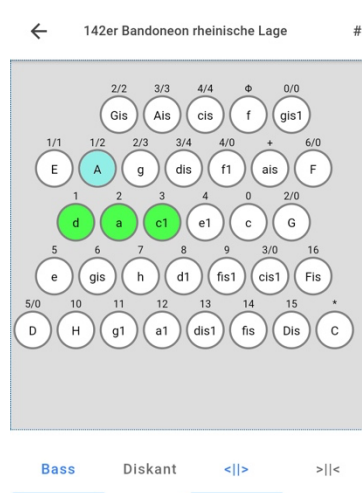 142er Bandoneon rheinische Lage #
2/2 3/3 4/4 Φ 0/0
Gis Ais cis f gis1
1/1 1/2 2/3 3/4 4/0 + 6/0
E A g dis f1 ais F
1 2 3 4 0 2/0
d a c1 e1 c G
5 6 7 8 9 3/0 16
e gis h d1 fis1 cis1 Fis
5/0 10 11 12 13 14 15 *
D H g1 a1 dis1 fis Dis C
Bass Diskant <||> >||<